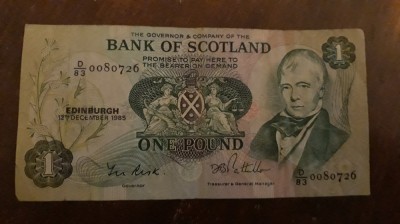 THE GOVERNOR & COMPANY OF THE
BANK OF SCOTLAND
1
PROMISE TO PAY HERE TO
THE BEARER ON DEMAND
D/83 0080726
EDINBURGH
12TH DECEMBER 1985
ONE POUND
1
D/83 0080726
Governor
Treasurer & General Manager